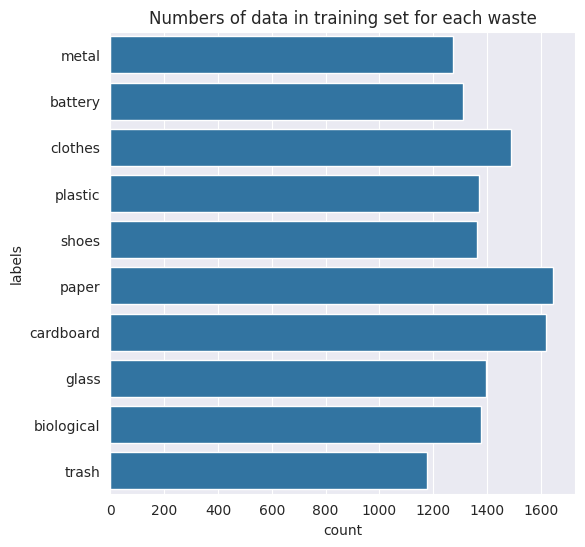 Numbers of data in training set for each waste
metal
battery
clothes
plastic
shoes
paper
cardboard
glass
biological
trash
labels
0 200 400 600 800 1000 1200 1400 1600
count